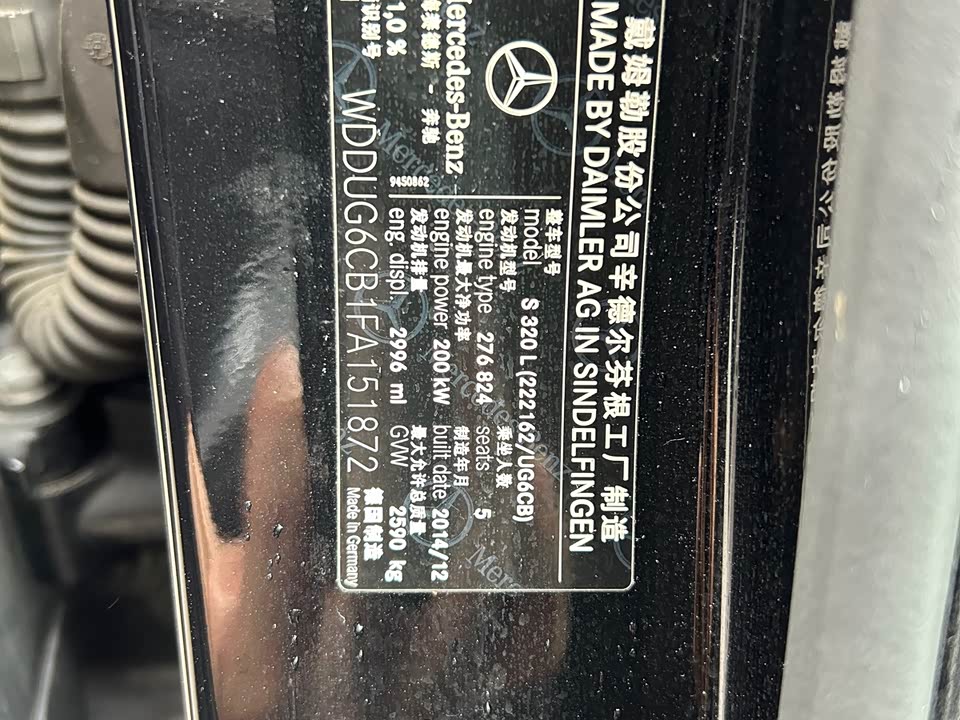 戴姆勒股份公司辛德尔芬根工厂制造
MADE BY DAIMLER AG IN SINDELFINGEN
Mercedes-Benz
梅赛德斯 - 奔驰
9450862
整车型号
model S 320 L (222162/UG6CB)
发动机型号 乘坐人数
engine type 276 824 seats 5
发动机最大净功率 制造年月
engine power 200 kW built date 2014/12
发动机排量 最大允许总质量
eng. displ. 2996 ml GVW 2590 kg
1,0 %
识别号 WDDUG6CB1FA151872
德国制造
Made in Germany